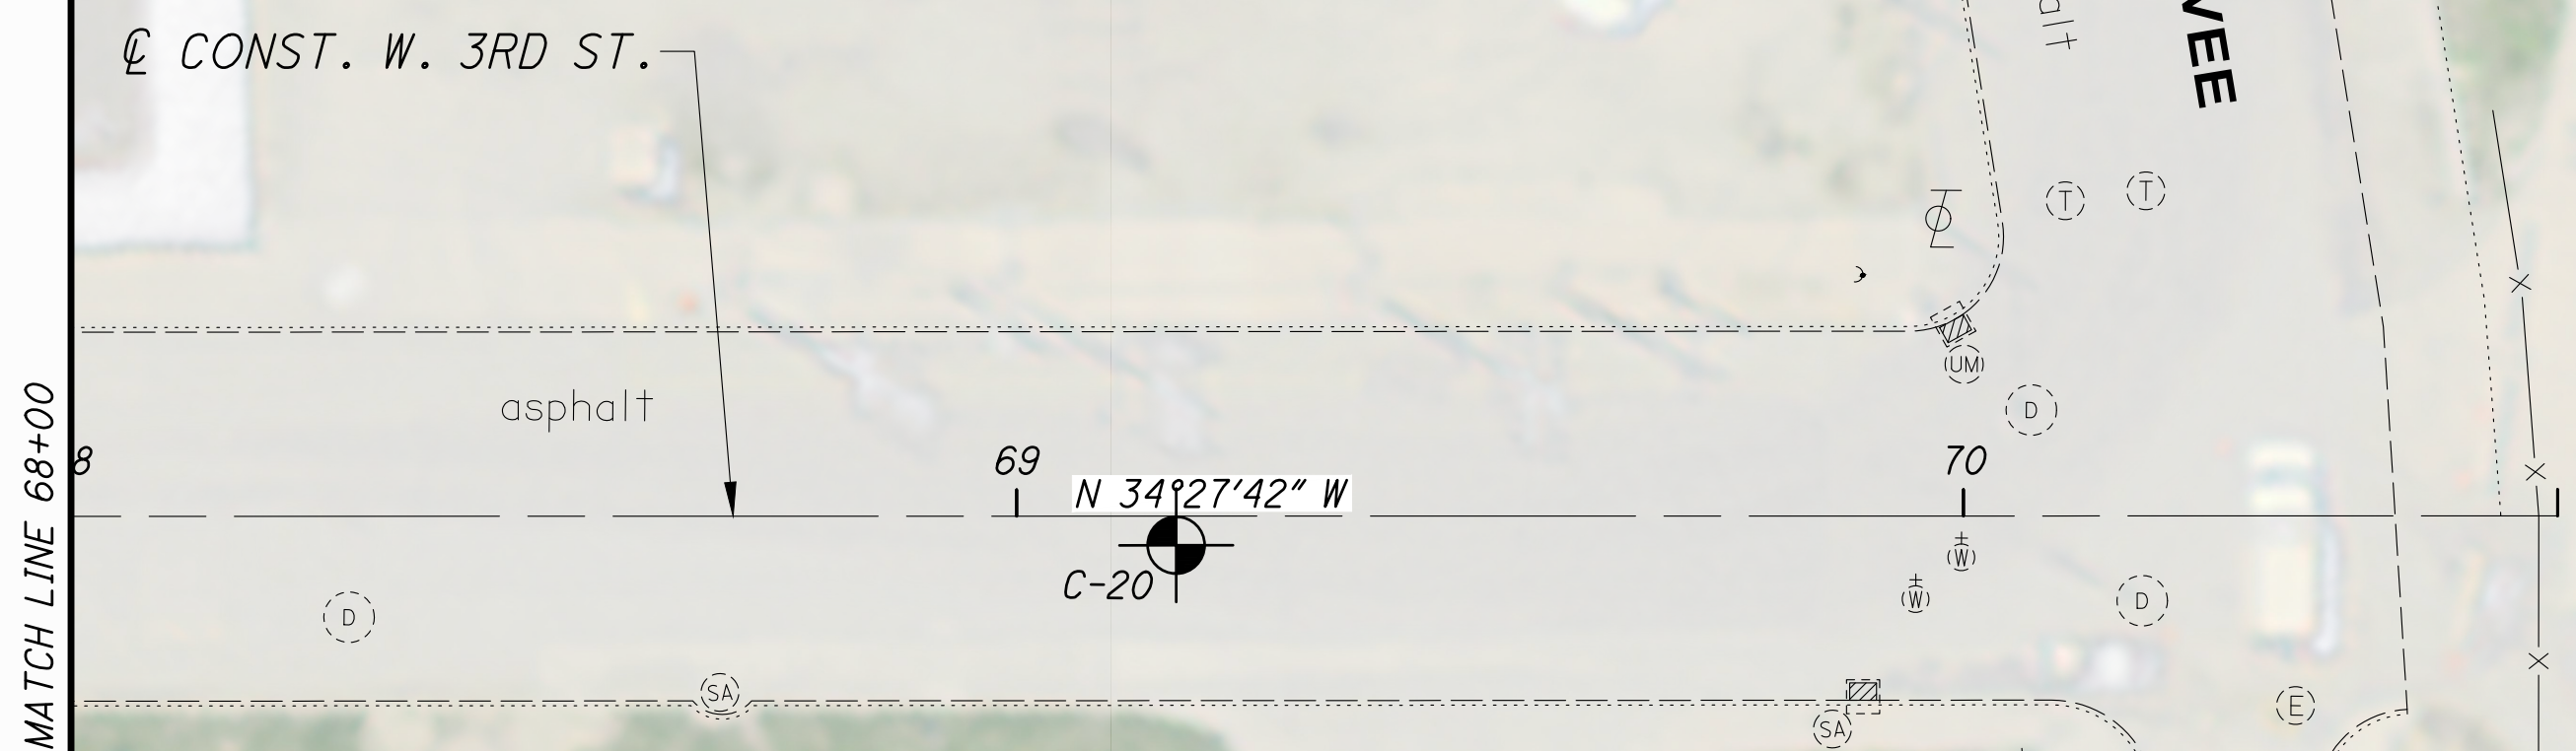 ℄ CONST. W. 3RD ST.
alt
VEE
T
T
UM
asphalt
D
MATCH LINE 68+00
8
69
70
N 34°27'42" W
C-20
W
W
D
D
SA
SA
E